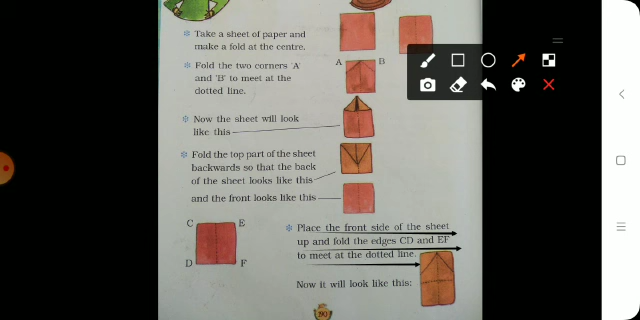 Take a sheet of paper and
make a fold at the centre.
Fold the two corners 'A'
and 'B' to meet at the
dotted line.
A B
Now the sheet will look
like this
Fold the top part of the sheet
backwards so that the back
of the sheet looks like this
and the front looks like this
C E
D F
Place the front side of the sheet
up and fold the edges CD and EF
to meet at the dotted line.
Now it will look like this: